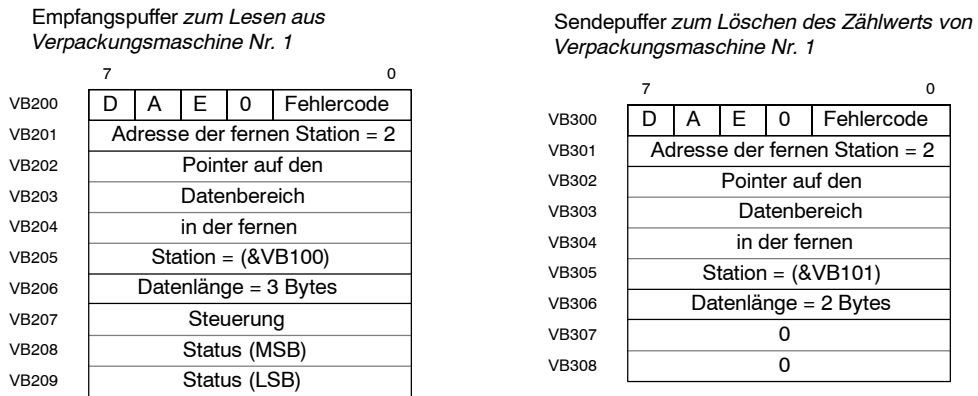 Empfangspuffer zum Lesen aus
Verpackungsmaschine Nr. 1
7 0
VB200 D A E 0 Fehlercode
VB201 Adresse der fernen Station = 2
VB202 Pointer auf den
VB203 Datenbereich
VB204 in der fernen
VB205 Station = (&VB100)
VB206 Datenlänge = 3 Bytes
VB207 Steuerung
VB208 Status (MSB)
VB209 Status (LSB)
Sendepuffer zum Löschen des Zählwerts von
Verpackungsmaschine Nr. 1
7 0
VB300 D A E 0 Fehlercode
VB301 Adresse der fernen Station = 2
VB302 Pointer auf den
VB303 Datenbereich
VB304 in der fernen
VB305 Station = (&VB101)
VB306 Datenlänge = 2 Bytes
VB307 0
VB308 0